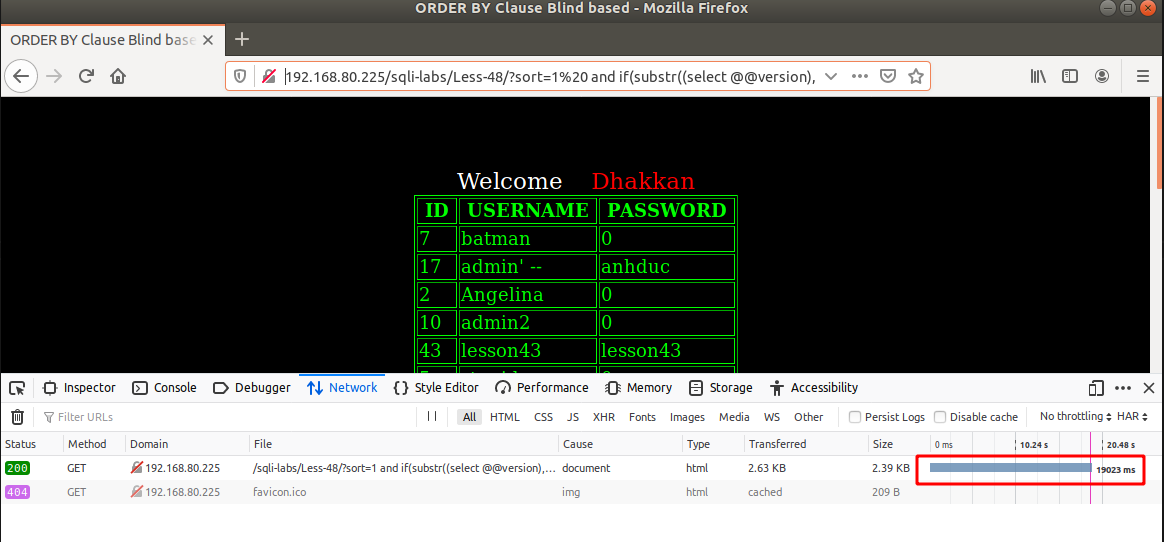 ORDER BY Clause Blind based - Mozilla Firefox
ORDER BY Clause Blind base
192.168.80.225/sqli-labs/Less-48/?sort=1%20 and if(substr((select @@version),
Welcome Dhakkan
ID USERNAME PASSWORD
7 batman 0
17 admin' -- anhduc
2 Angelina 0
10 admin2 0
43 lesson43 lesson43
Inspector Console Debugger Network Style Editor Performance Memory Storage Accessibility
Filter URLs All HTML CSS JS XHR Fonts Images Media WS Other Persist Logs Disable cache No throttling HAR
Status Method Domain File Cause Type Transferred Size 0 ms 10.24 s 20.48 s
200 GET 192.168.80.225 /sqli-labs/Less-48/?sort=1 and if(substr((select @@version),… document html 2.63 KB 2.39 KB 19023 ms
404 GET 192.168.80.225 favicon.ico img html cached 209 B